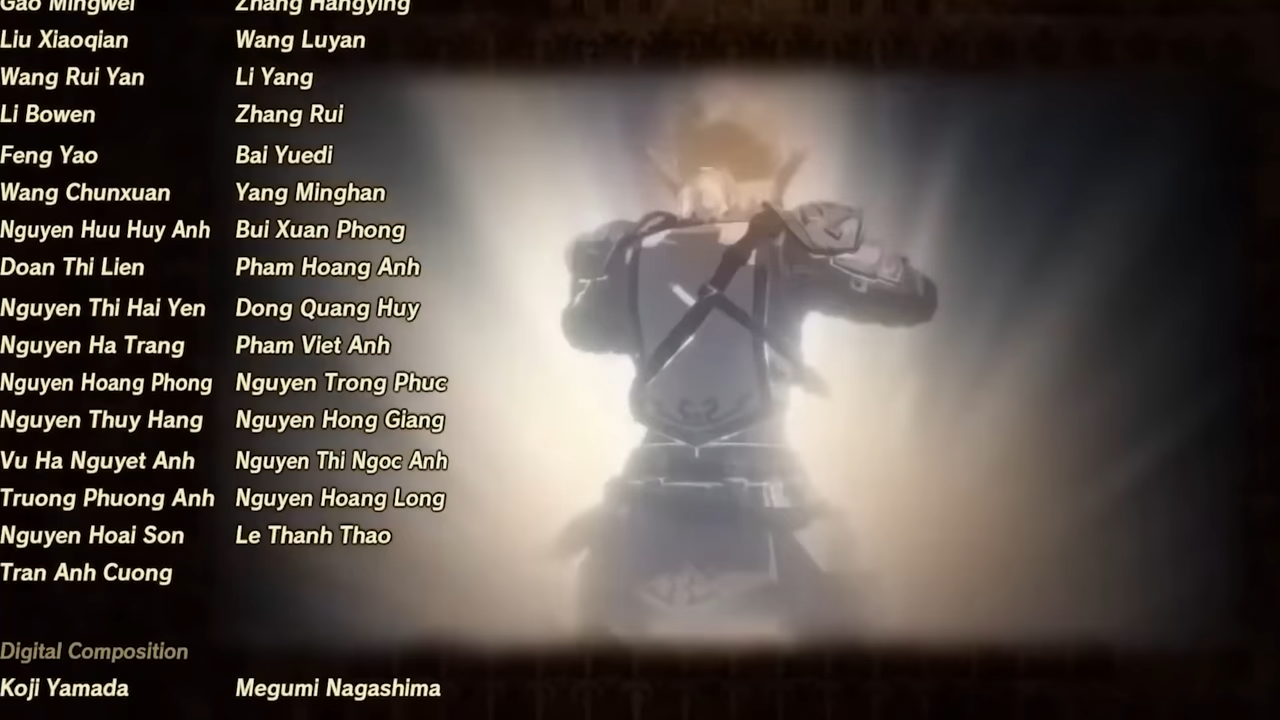 Gao Mingwei Zhang Hangying
Liu Xiaoqian Wang Luyan
Wang Rui Yan Li Yang
Li Bowen Zhang Rui
Feng Yao Bai Yuedi
Wang Chunxuan Yang Minghan
Nguyen Huu Huy Anh Bui Xuan Phong
Doan Thi Lien Pham Hoang Anh
Nguyen Thi Hai Yen Dong Quang Huy
Nguyen Ha Trang Pham Viet Anh
Nguyen Hoang Phong Nguyen Trong Phuc
Nguyen Thuy Hang Nguyen Hong Giang
Vu Ha Nguyet Anh Nguyen Thi Ngoc Anh
Truong Phuong Anh Nguyen Hoang Long
Nguyen Hoai Son Le Thanh Thao
Tran Anh Cuong
Digital Composition
Koji Yamada Megumi Nagashima